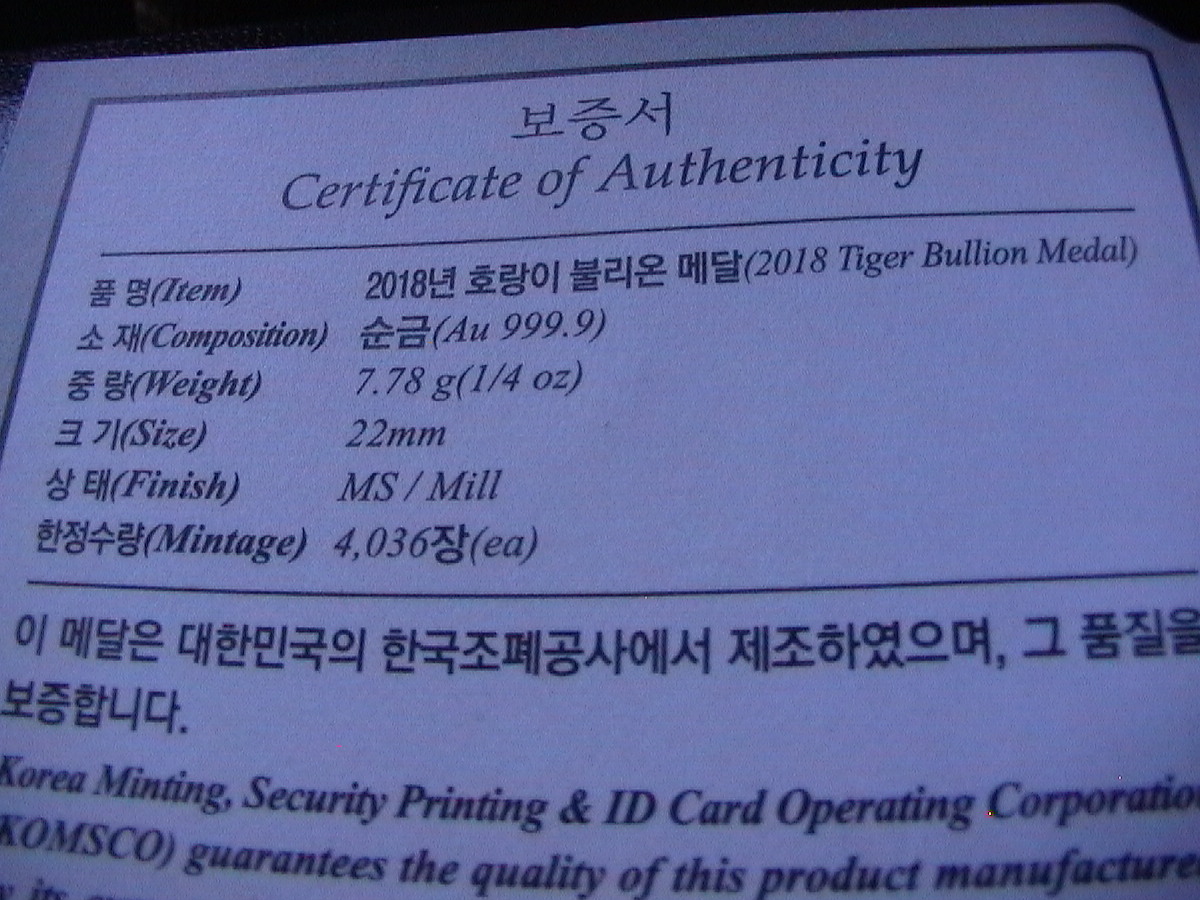 보증서
Certificate of Authenticity
품 명(Item) 2018년 호랑이 불리온 메달(2018 Tiger Bullion Medal)
소 재(Composition) 순금(Au 999.9)
중 량(Weight) 7.78 g(1/4 oz)
크 기(Size) 22mm
상 태(Finish) MS / Mill
한정수량(Mintage) 4,036장(ea)
이 메달은 대한민국의 한국조폐공사에서 제조하였으며, 그 품질을
보증합니다.
Korea Minting, Security Printing & ID Card Operating Corporatio
KOMSCO) guarantees the quality of this product manufacture
its